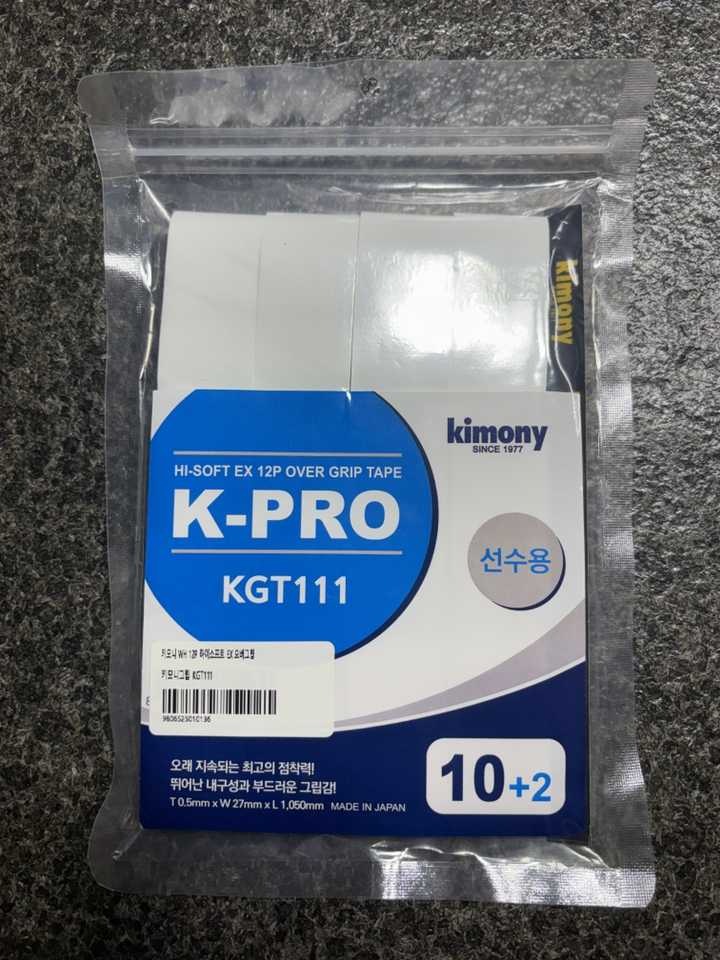 kimony
kimony
SINCE 1977
HI-SOFT EX 12P OVER GRIP TAPE
K-PRO
KGT111
선수용
키모니 WH 12P 하이소프트 EX 오버그립
키모니그립 KGT111
9806525010136
오래 지속되는 최고의 점착력!
뛰어난 내구성과 부드러운 그립감!
T 0.5mm x W 27mm x L 1,050mm MADE IN JAPAN
10+2